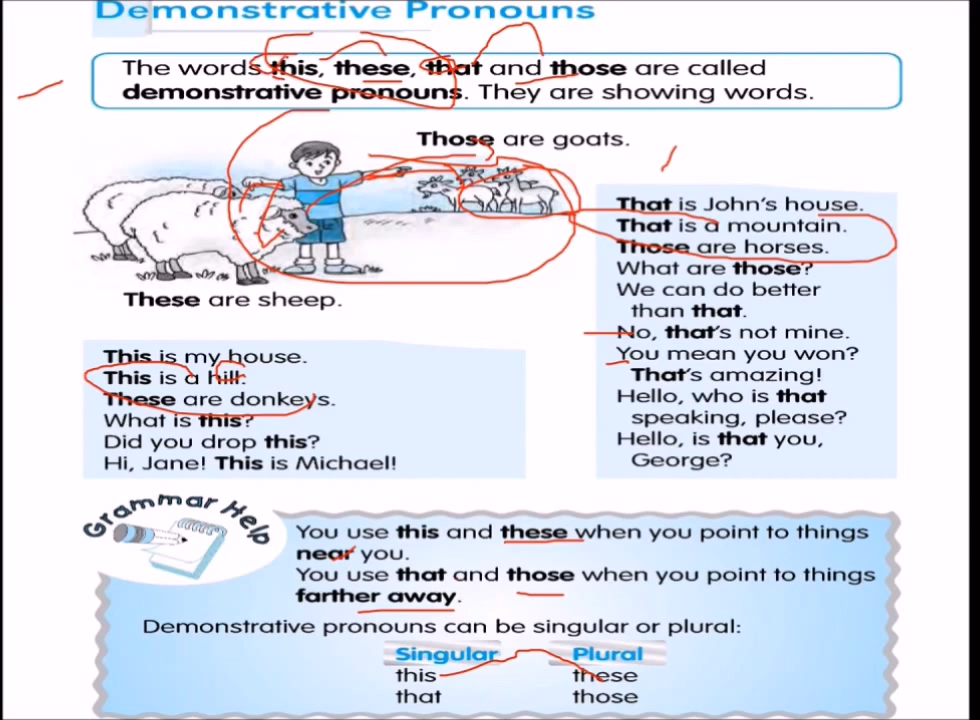 Demonstrative Pronouns
The words this, these, that and those are called
demonstrative pronouns. They are showing words.
Those are goats.
These are sheep.
This is my house.
This is a hill.
These are donkeys.
What is this?
Did you drop this?
Hi, Jane! This is Michael!
That is John's house.
That is a mountain.
Those are horses.
What are those?
We can do better
than that.
No, that's not mine.
You mean you won?
That's amazing!
Hello, who is that
speaking, please?
Hello, is that you,
George?
Grammar Help
You use this and these when you point to things
near you.
You use that and those when you point to things
farther away.
Demonstrative pronouns can be singular or plural:
Singular Plural
this these
that those